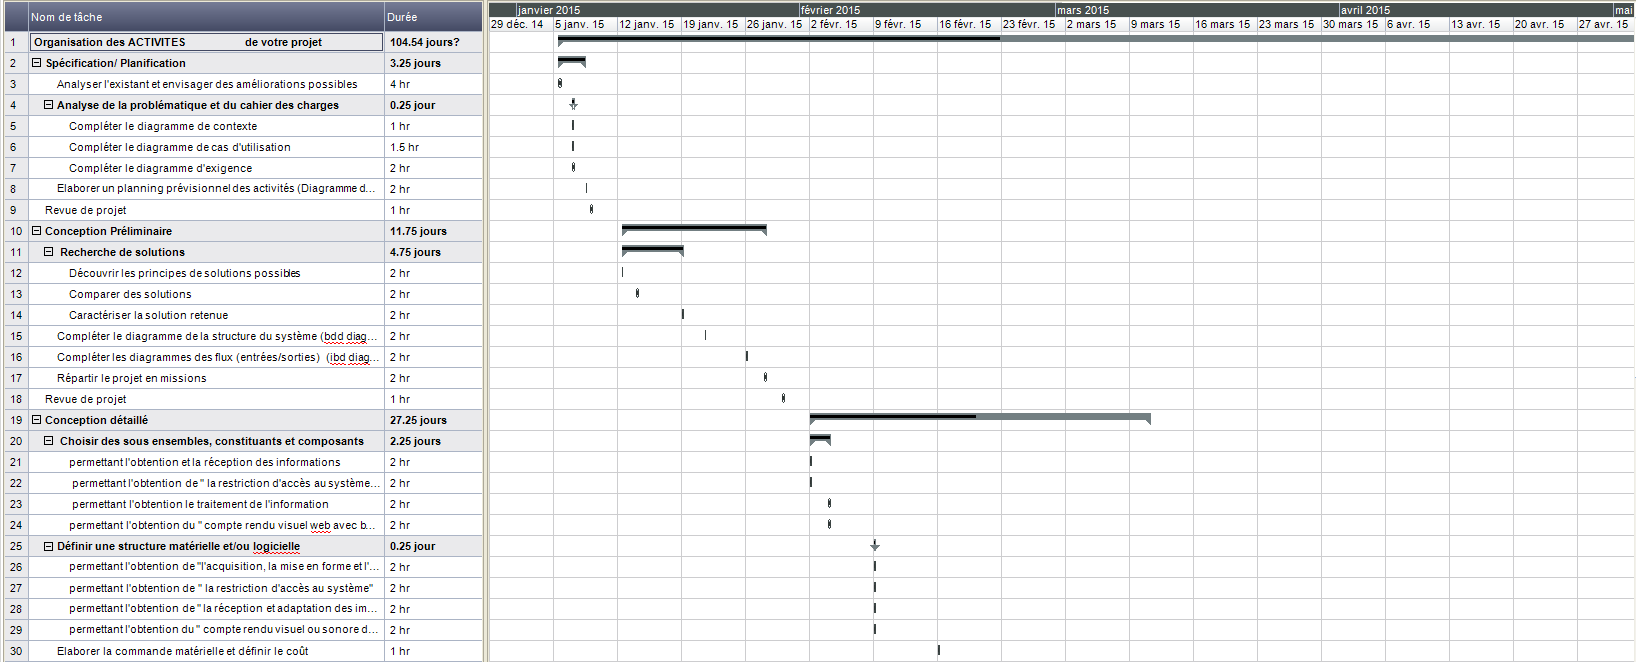 Nom de tâche Durée
janvier 2015 février 2015 mars 2015 avril 2015 mai
29 déc. 14 5 janv. 15 12 janv. 15 19 janv. 15 26 janv. 15 2 févr. 15 9 févr. 15 16 févr. 15 23 févr. 15 2 mars 15 9 mars 15 16 mars 15 23 mars 15 30 mars 15 6 avr. 15 13 avr. 15 20 avr. 15 27 avr. 15
1 Organisation des ACTIVITES de votre projet 104.54 jours?
2 Spécification/ Planification 3.25 jours
3 Analyser l'existant et envisager des améliorations possibles 4 hr
4 Analyse de la problématique et du cahier des charges 0.25 jour
5 Compléter le diagramme de contexte 1 hr
6 Compléter le diagramme de cas d'utilisation 1.5 hr
7 Compléter le diagramme d'exigence 2 hr
8 Elaborer un planning prévisionnel des activités (Diagramme d... 2 hr
9 Revue de projet 1 hr
10 Conception Préliminaire 11.75 jours
11 Recherche de solutions 4.75 jours
12 Découvrir les principes de solutions possibles 2 hr
13 Comparer des solutions 2 hr
14 Caractériser la solution retenue 2 hr
15 Compléter le diagramme de la structure du système (bdd diag... 2 hr
16 Compléter les diagrammes des flux (entrées/sorties) (ibd diag... 2 hr
17 Répartir le projet en missions 2 hr
18 Revue de projet 1 hr
19 Conception détaillé 27.25 jours
20 Choisir des sous ensembles, constituants et composants 2.25 jours
21 permettant l'obtention et la réception des informations 2 hr
22 permettant l'obtention de " la restriction d'accès au système... 2 hr
23 permettant l'obtention le traitement de l'information 2 hr
24 permettant l'obtention du " compte rendu visuel web avec b... 2 hr
25 Définir une structure matérielle et/ou logicielle 0.25 jour
26 permettant l'obtention de "l'acquisition, la mise en forme et l'... 2 hr
27 permettant l'obtention de " la restriction d'accès au système" 2 hr
28 permettant l'obtention de " la réception et adaptation des im... 2 hr
29 permettant l'obtention du " compte rendu visuel ou sonore d... 2 hr
30 Elaborer la commande matérielle et définir le coût 1 hr